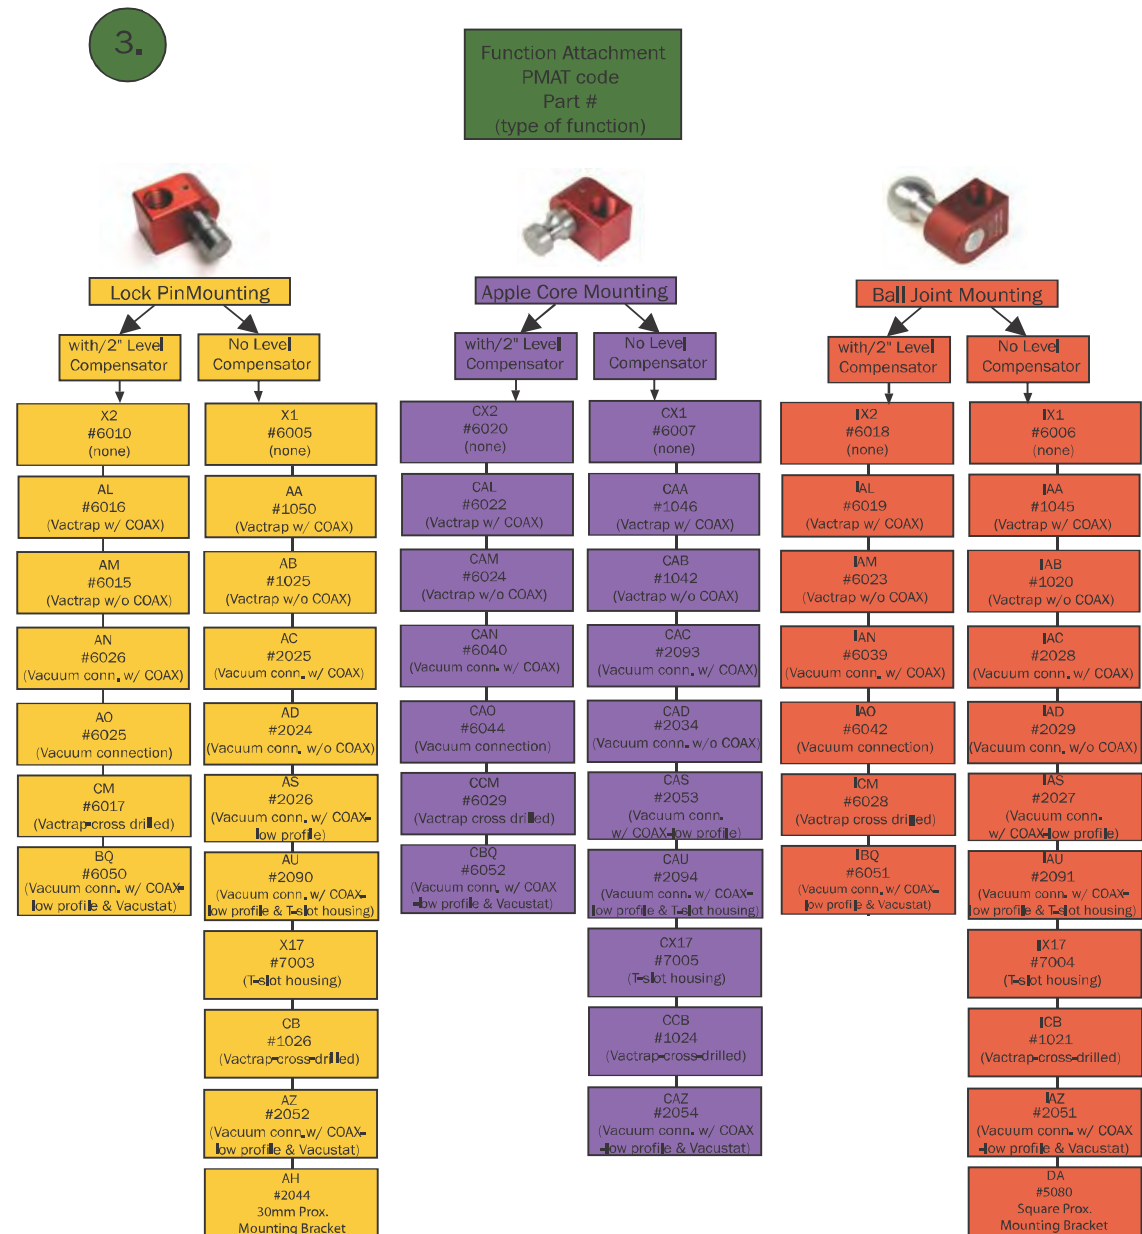 3.
Function Attachment
PMAT code
Part #
(type of function)
Lock PinMounting
with/2" Level
Compensator
No Level
Compensator
X2
#6010
(none)
AL
#6016
(Vactrap w/ COAX)
AM
#6015
(Vactrap w/o COAX)
AN
#6026
(Vacuum conn. w/ COAX)
AO
#6025
(Vacuum connection)
CM
#6017
(Vactrap-cross drilled)
BQ
#6050
(Vacuum conn. w/ COAX-
low profile & Vacustat)
X1
#6005
(none)
AA
#1050
(Vactrap w/ COAX)
AB
#1025
(Vactrap w/o COAX)
AC
#2025
(Vacuum conn. w/ COAX)
AD
#2024
(Vacuum conn. w/o COAX)
AS
#2026
(Vacuum conn. w/ COAX-
low profile)
AU
#2090
(Vacuum conn. w/ COAX-
low profile & T-slot housing)
X17
#7003
(T-slot housing)
CB
#1026
(Vactrap-cross-drilled)
AZ
#2052
(Vacuum conn. w/ COAX-
low profile & Vacustat)
AH
#2044
30mm Prox.
Mounting Bracket
Apple Core Mounting
with/2" Level
Compensator
No Level
Compensator
CX2
#6020
(none)
CAL
#6022
(Vactrap w/ COAX)
CAM
#6024
(Vactrap w/o COAX)
CAN
#6040
(Vacuum conn. w/ COAX)
CAO
#6044
(Vacuum connection)
CCM
#6029
(Vactrap cross drilled)
CBQ
#6052
(Vacuum conn. w/ COAX
-low profile & Vacustat)
CX1
#6007
(none)
CAA
#1046
(Vactrap w/ COAX)
CAB
#1042
(Vactrap w/o COAX)
CAC
#2093
(Vacuum conn. w/ COAX)
CAD
#2034
(Vacuum conn. w/o COAX)
CAS
#2053
(Vacuum conn.
w/ COAX-low profile)
CAU
#2094
(Vacuum conn. w/ COAX-
low profile & T-slot housing)
CX17
#7005
(T-slot housing)
CCB
#1024
(Vactrap-cross-drilled)
CAZ
#2054
(Vacuum conn. w/ COAX
-low profile & Vacustat)
Ball Joint Mounting
with/2" Level
Compensator
No Level
Compensator
IX2
#6018
(none)
IAL
#6019
(Vactrap w/ COAX)
IAM
#6023
(Vactrap w/o COAX)
IAN
#6039
(Vacuum conn. w/ COAX)
IAO
#6042
(Vacuum connection)
ICM
#6028
(Vactrap cross drilled)
IBQ
#6051
(Vacuum conn. w/ COAX-
low profile & Vacustat)
IX1
#6006
(none)
IAA
#1045
(Vactrap w/ COAX)
IAB
#1020
(Vactrap w/o COAX)
IAC
#2028
(Vacuum conn. w/ COAX)
IAD
#2029
(Vacuum conn. w/o COAX)
IAS
#2027
(Vacuum conn.
w/ COAX-low profile)
IAU
#2091
(Vacuum conn. w/ COAX-
low profile & T-slot housing)
IX17
#7004
(T-slot housing)
ICB
#1021
(Vactrap-cross-drilled)
IAZ
#2051
(Vacuum conn. w/ COAX
-low profile & Vacustat)
DA
#5080
Square Prox.
Mounting Bracket